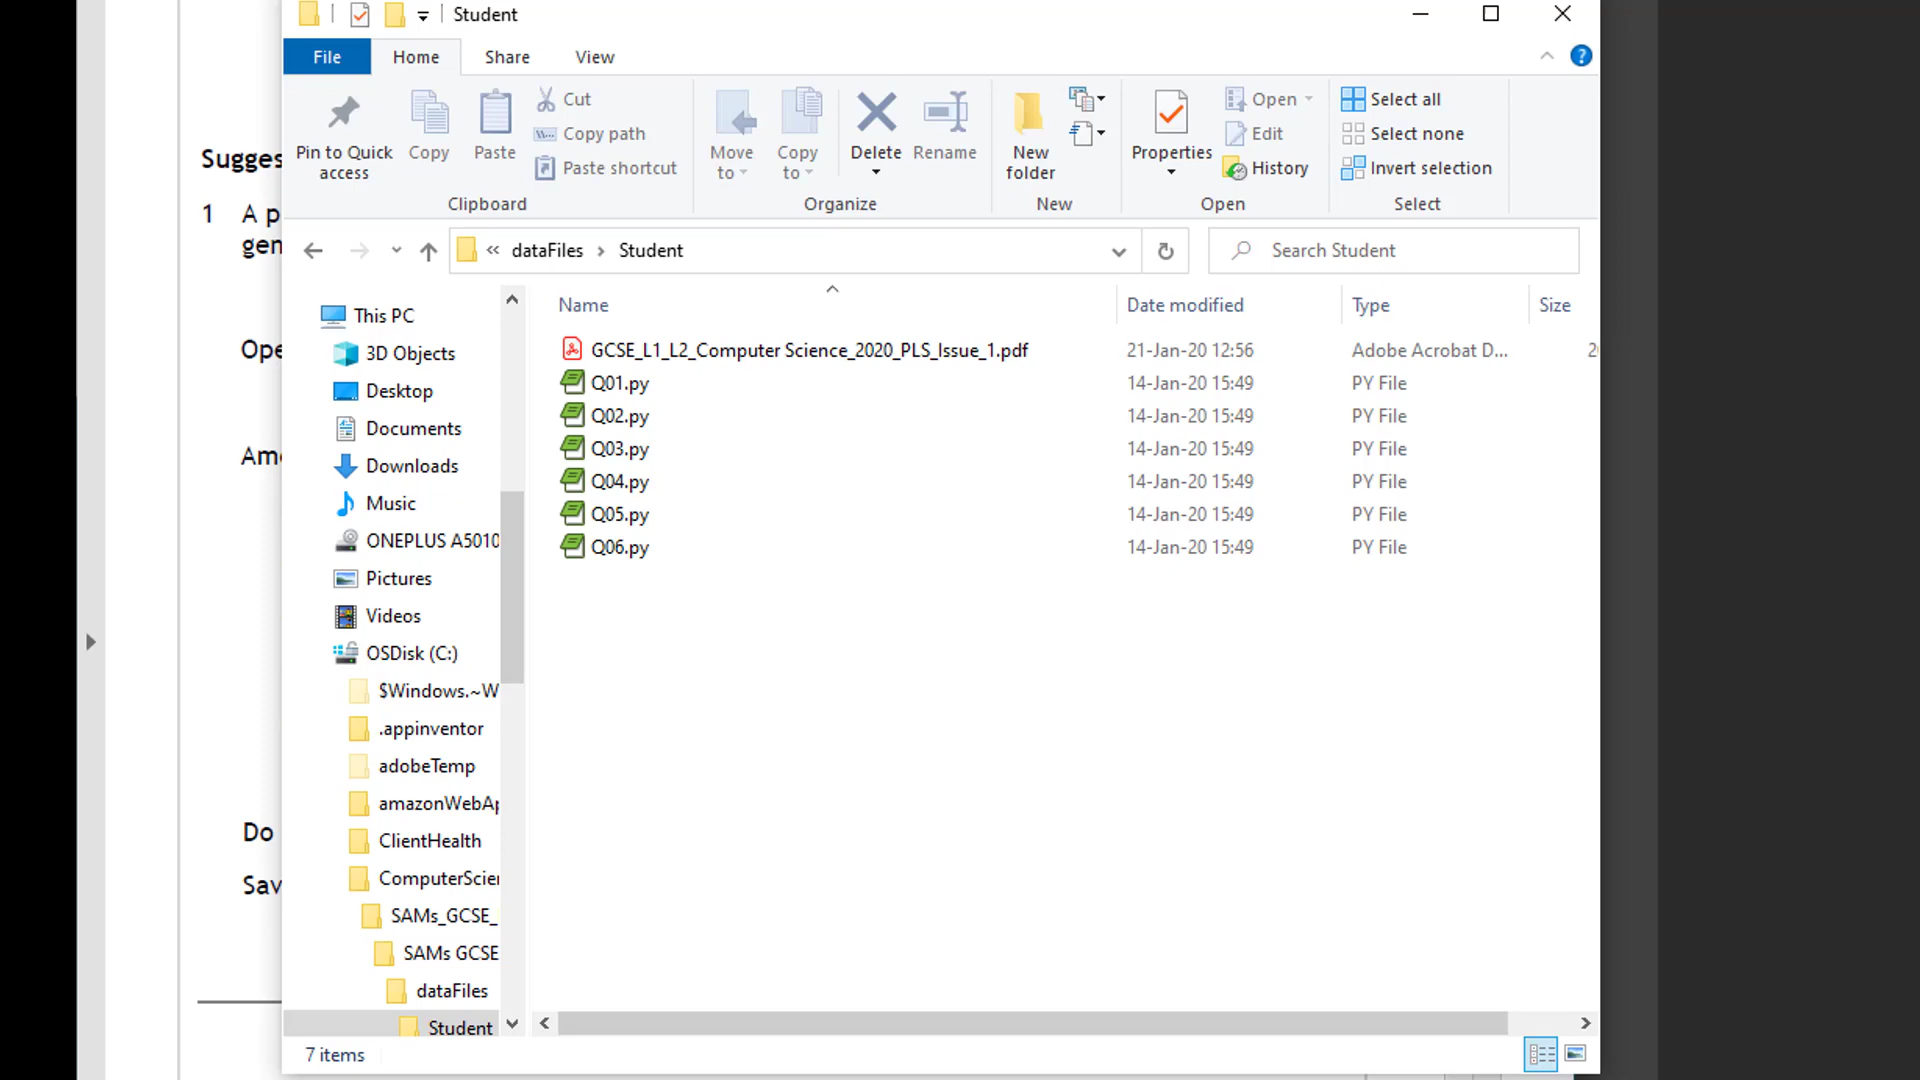 Student
File Home Share View
Pin to Quick access
Copy
Paste
Cut
Copy path
Paste shortcut
Clipboard
Move to
Copy to
Delete
Rename
Organize
New folder
New
Properties
Open
Edit
History
Open
Select all
Select none
Invert selection
Select
« dataFiles > Student
Search Student
Name Date modified Type Size
GCSE_L1_L2_Computer Science_2020_PLS_Issue_1.pdf 21-Jan-20 12:56 Adobe Acrobat D...
Q01.py 14-Jan-20 15:49 PY File
Q02.py 14-Jan-20 15:49 PY File
Q03.py 14-Jan-20 15:49 PY File
Q04.py 14-Jan-20 15:49 PY File
Q05.py 14-Jan-20 15:49 PY File
Q06.py 14-Jan-20 15:49 PY File
This PC
3D Objects
Desktop
Documents
Downloads
Music
ONEPLUS A5010
Pictures
Videos
OSDisk (C:)
$Windows.~W
.appinventor
adobeTemp
amazonWebAp
ClientHealth
ComputerScien
SAMs_GCSE_
SAMs GCSE
dataFiles
Student
7 items
Sugges
1 A p
gen
Ope
Ame
Do
Sav